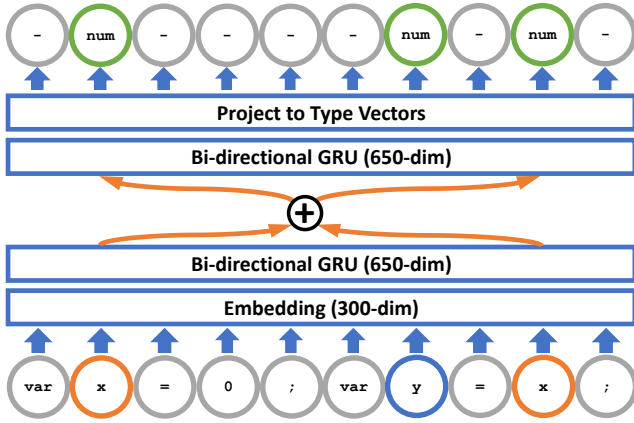 - num - - - - num - num -
Project to Type Vectors
Bi-directional GRU (650-dim)
+
Bi-directional GRU (650-dim)
Embedding (300-dim)
var x = 0 ; var y = x ;